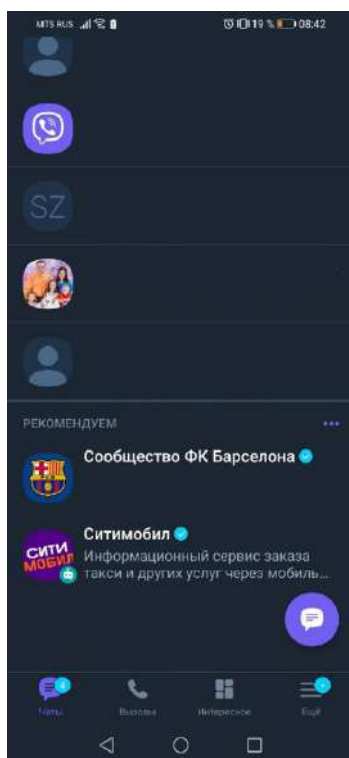 MTS RUS 19 % 08:42
SZ
РЕКОМЕНДУЕМ
Сообщество ФК Барселона
СИТИ
МОБИЛ
Ситимобил
Информационный сервис заказа
такси и других услуг через мобиль...
4
Чаты Вызовы Интересное Ещё